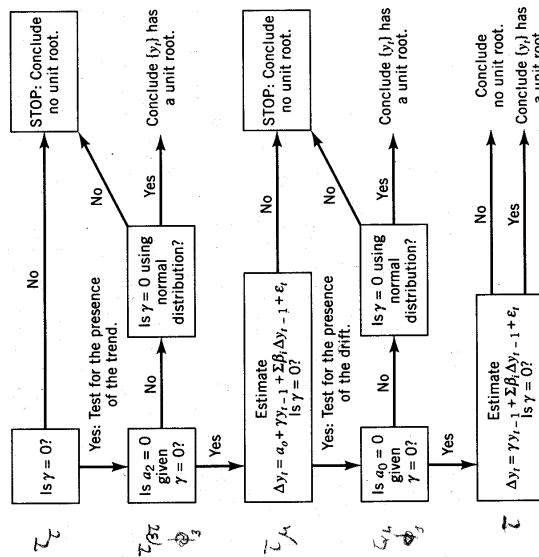 Is γ = 0?
No
STOP: Conclude
no unit root.
Yes: Test for the presence
of the trend.
Is a₂ = 0
given
γ = 0?
No
Is γ = 0 using
normal
distribution?
No
Yes
Conclude {yₜ} has
a unit root.
Yes
Estimate
Δyₜ = a₀ + γyₜ₋₁ + Σβᵢ Δyₜ₋₁ + εₜ
Is γ = 0?
No
STOP: Conclude
no unit root.
Yes: Test for the presence
of the drift.
Is a₀ = 0
given
γ = 0?
No
Is γ = 0 using
normal
distribution?
No
Yes
Conclude {yₜ} has
a unit root.
Yes
Estimate
Δyₜ = γyₜ₋₁ + Σβᵢ Δyₜ₋₁ + εₜ
Is γ = 0?
No
Conclude
no unit root.
Yes
Conclude {yₜ} has
a unit root.